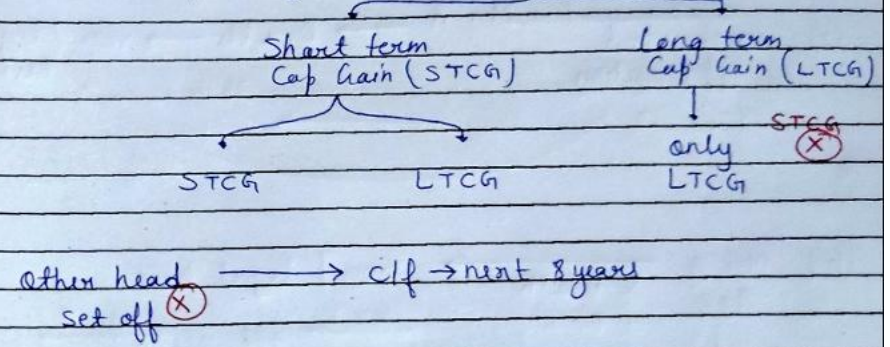 Short term Long term
Cap Gain (STCG) Cap Gain (LTCG)
STCG
only X
STCG LTCG LTCG
Other head → c/f → next 8 years
set off X